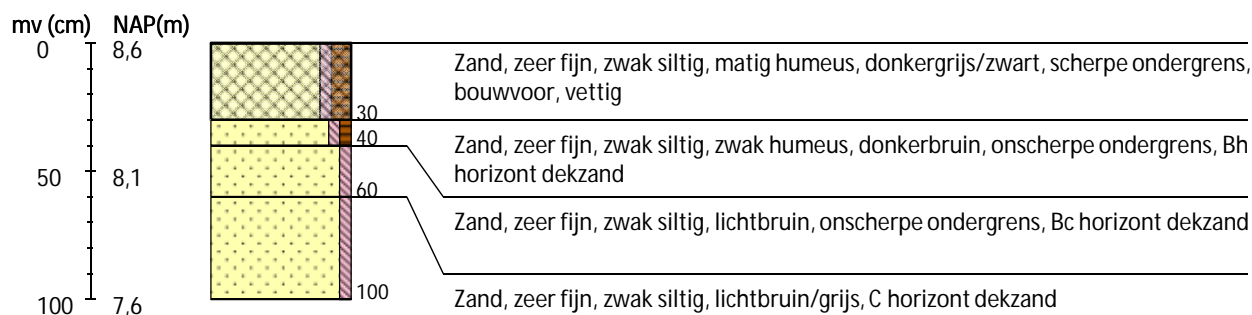 mv (cm) NAP(m)
0 8,6
Zand, zeer fijn, zwak siltig, matig humeus, donkergrijs/zwart, scherpe ondergrens,
bouwvoor, vettig
30
Zand, zeer fijn, zwak siltig, zwak humeus, donkerbruin, onscherpe ondergrens, Bh
horizont dekzand
40
50 8,1
60
Zand, zeer fijn, zwak siltig, lichtbruin, onscherpe ondergrens, Bc horizont dekzand
Zand, zeer fijn, zwak siltig, lichtbruin/grijs, C horizont dekzand
100 7,6
100